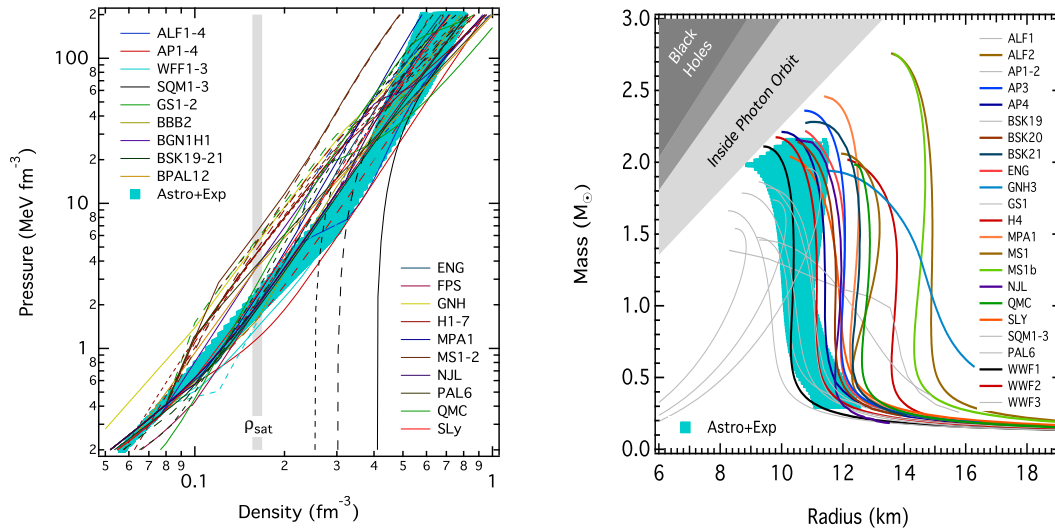 100
8
6
4
2
10
8
6
4
2
1
8
6
4
2
Pressure (MeV fm-3)
ALF1-4
AP1-4
WFF1-3
SQM1-3
GS1-2
BBB2
BGN1H1
BSK19-21
BPAL12
Astro+Exp
ENG
FPS
GNH
H1-7
MPA1
MS1-2
NJL
PAL6
QMC
SLy
ρsat
5 6 7 8 9 0.1 2 3 4 5 6 7 8 9 1
Density (fm-3)
3.0
2.5
2.0
1.5
1.0
0.5
0.0
Mass (M⊙)
Black
Holes
Inside Photon Orbit
ALF1
ALF2
AP1-2
AP3
AP4
BSK19
BSK20
BSK21
ENG
GNH3
GS1
H4
MPA1
MS1
MS1b
NJL
QMC
SLY
SQM1-3
PAL6
WWF1
WWF2
WWF3
Astro+Exp
6 8 10 12 14 16 18
Radius (km)